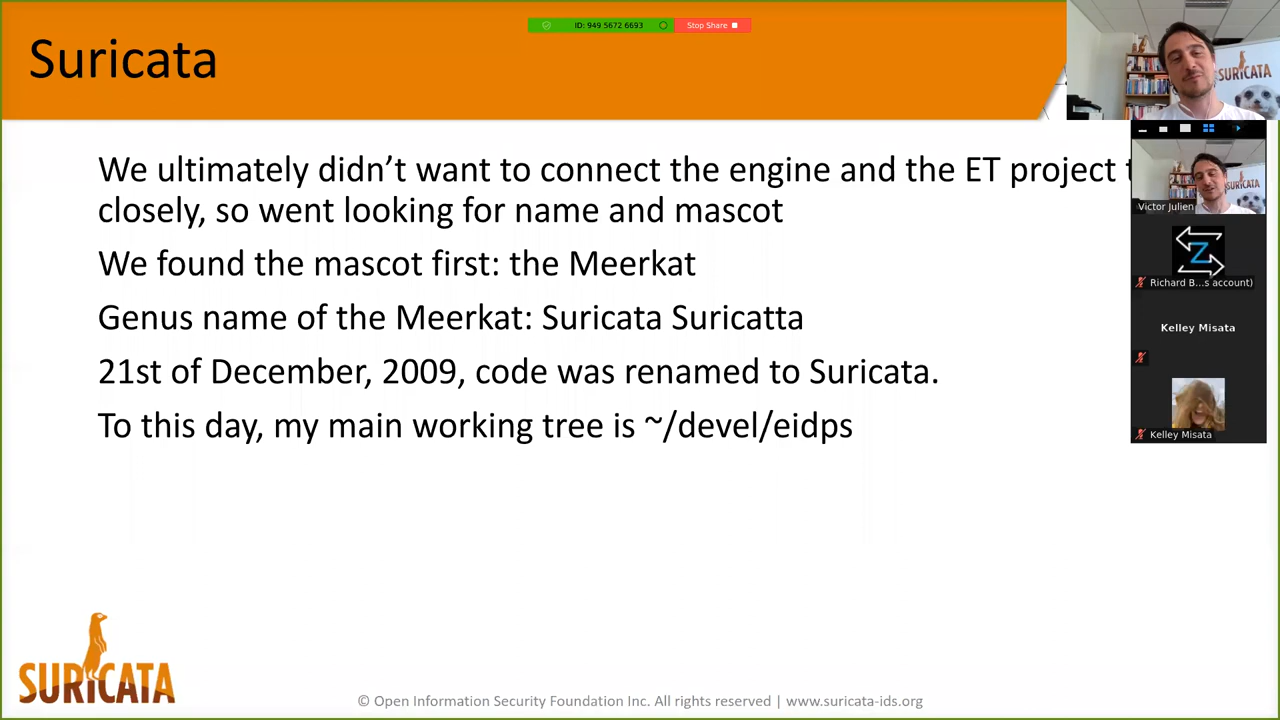 Suricata
ID: 949 5672 6693
Stop Share
SURICATA
We ultimately didn’t want to connect the engine and the ET project
closely, so went looking for name and mascot
We found the mascot first: the Meerkat
Genus name of the Meerkat: Suricata Suricatta
21st of December, 2009, code was renamed to Suricata.
To this day, my main working tree is ~/devel/eidps
SURICATA
Victor Julien
Z
Richard B...s account)
Kelley Misata
Kelley Misata
SURICATA
© Open Information Security Foundation Inc. All rights reserved | www.suricata-ids.org